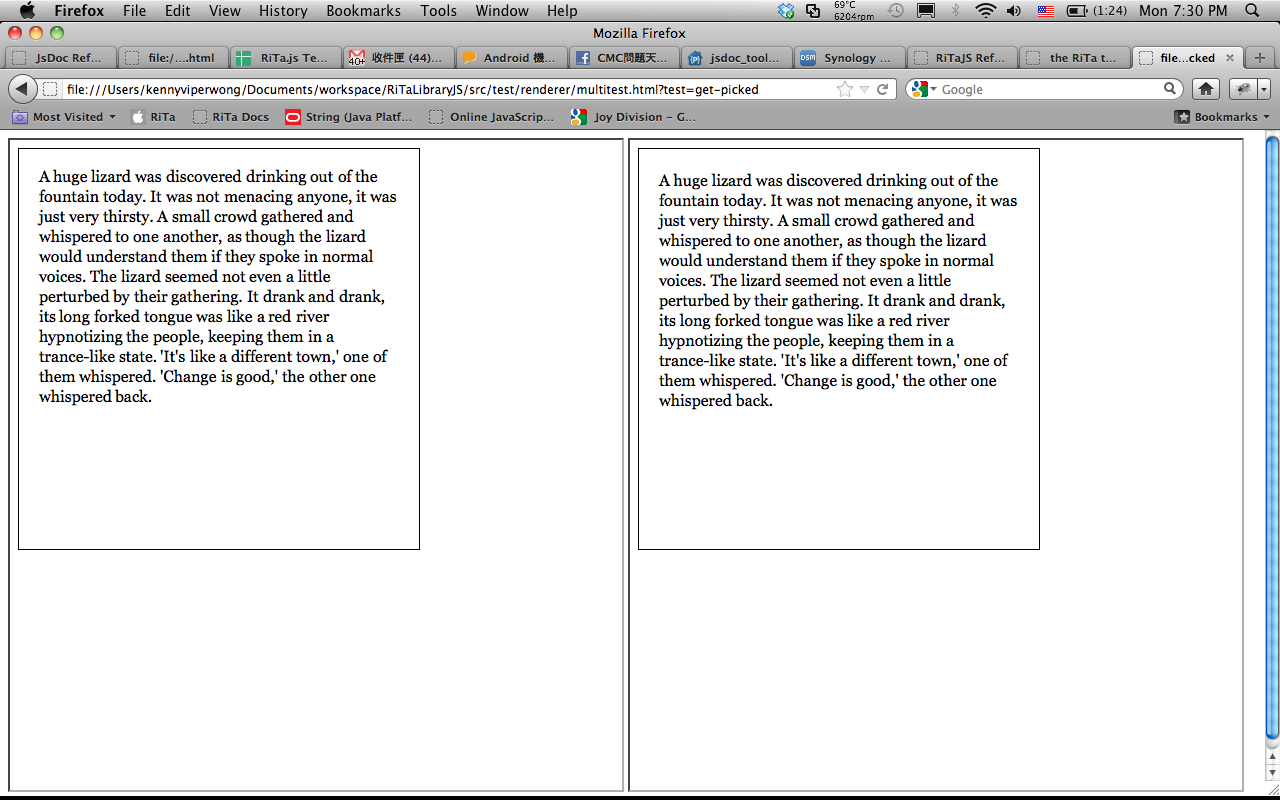 Firefox File Edit View History Bookmarks Tools Window Help 69°C 6204rpm (1:24) Mon 7:30 PM
Mozilla Firefox
JsDoc Ref... file:/....html RiTa.js Te... 40+ 收件匣 (44)... Android 機... CMC問題天... jsdoc_tool... DSM Synology ... RiTaJS Ref... the RiTa t... file...cked
file:///Users/kennyviperwong/Documents/workspace/RiTaLibraryJS/src/test/renderer/multitest.html?test=get-picked Google
Most Visited RiTa RiTa Docs String (Java Platf... Online JavaScrip... Joy Division – G... Bookmarks
A huge lizard was discovered drinking out of the
fountain today. It was not menacing anyone, it was
just very thirsty. A small crowd gathered and
whispered to one another, as though the lizard
would understand them if they spoke in normal
voices. The lizard seemed not even a little
perturbed by their gathering. It drank and drank,
its long forked tongue was like a red river
hypnotizing the people, keeping them in a
trance-like state. 'It's like a different town,' one of
them whispered. 'Change is good,' the other one
whispered back.
A huge lizard was discovered drinking out of the
fountain today. It was not menacing anyone, it was
just very thirsty. A small crowd gathered and
whispered to one another, as though the lizard
would understand them if they spoke in normal
voices. The lizard seemed not even a little
perturbed by their gathering. It drank and drank,
its long forked tongue was like a red river
hypnotizing the people, keeping them in a
trance-like state. 'It's like a different town,' one of
them whispered. 'Change is good,' the other one
whispered back.